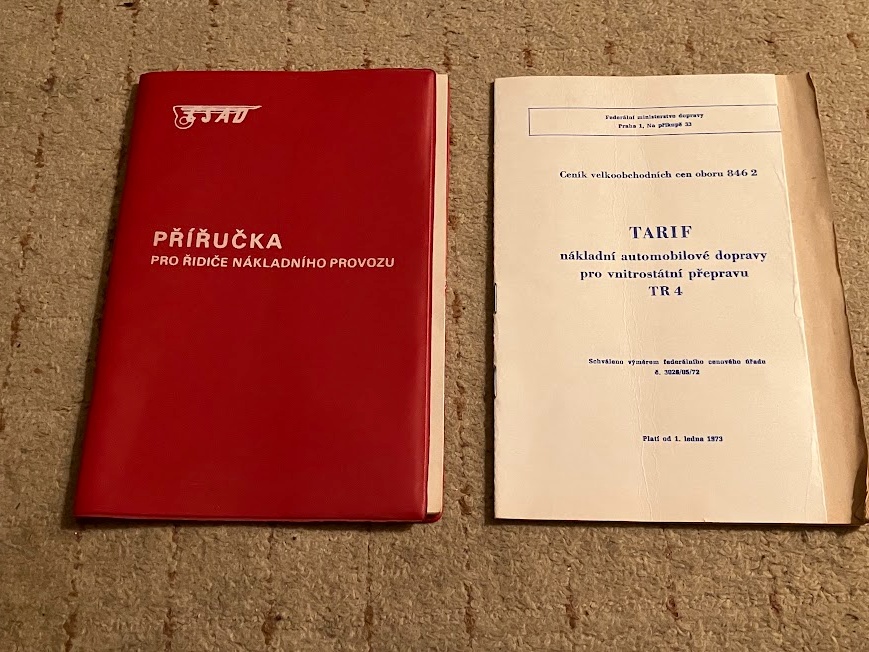 ČSAD
PŘÍRUČKA
PRO ŘIDIČE NÁKLADNÍHO PROVOZU
Federální ministerstvo dopravy
Praha 1, Na příkopě 33
Ceník velkoobchodních cen oboru 846 2
TARIF
nákladní automobilové dopravy
pro vnitrostátní přepravu
TR 4
Schváleno výměrem federálního cenového úřadu
č. 3028/05/72
Platí od 1. ledna 1973